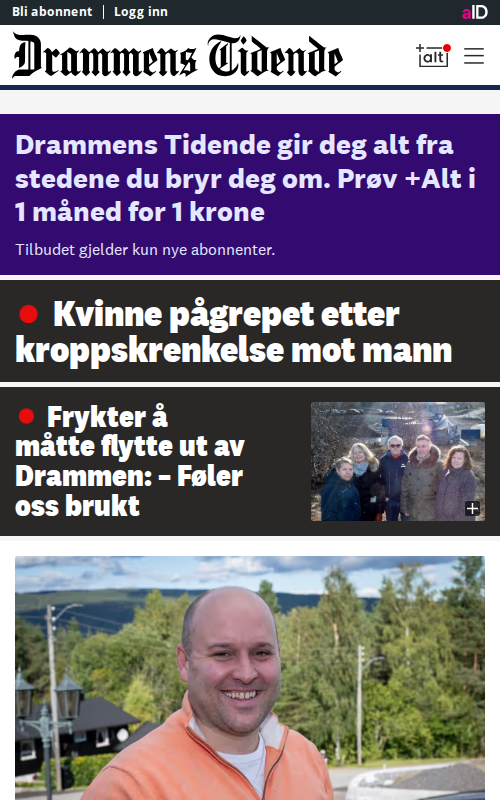 Bli abonnent | Logg inn
aID
Drammens Tidende
+alt
Drammens Tidende gir deg alt fra
stedene du bryr deg om. Prøv +Alt i
1 måned for 1 krone
Tilbudet gjelder kun nye abonnenter.
Kvinne pågrepet etter
kroppskrenkelse mot mann
Frykter å
måtte flytte ut av
Drammen: – Føler
oss brukt